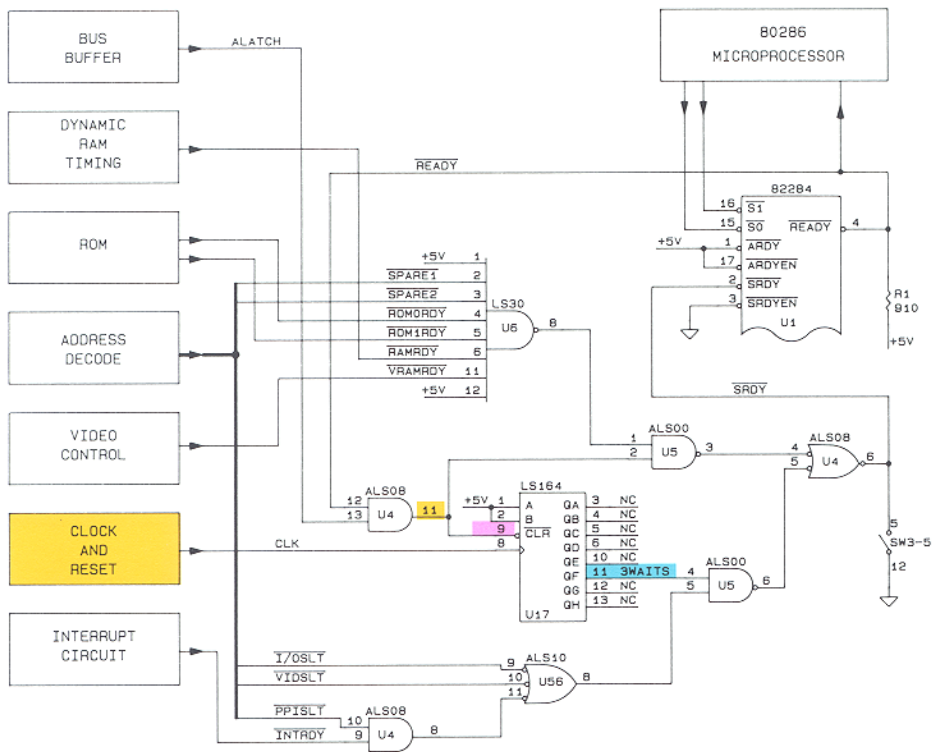 BUS
BUFFER
ALATCH
80286
MICROPROCESSOR
DYNAMIC
RAM
TIMING
READY
82284
16 S1
15 S0
+5V 1 ARDY
17 ARDYEN
2 SRDY
3 SRDYEN
READY 4
U1
R1
910
+5V
ROM
+5V 1
SPARE1 2
SPARE2 3
ROM0RDY 4
ROM1RDY 5
RAMRDY 6
VRAMRDY 11
+5V 12
LS30
U6
8
ADDRESS
DECODE
SRDY
VIDEO
CONTROL
ALS00
1
2
U5
3
ALS08
4
5
U4
6
ALS08
12
13
U4
11
LS164
+5V 1 A
2 B
9 CLR
8
QA 3 NC
QB 4 NC
QC 5 NC
QD 6 NC
QE 10 NC
QF 11 3WAITS
QG 12 NC
QH 13 NC
U17
CLOCK
AND
RESET
CLK
ALS00
4
5
U5
6
5
SW3-5
12
INTERRUPT
CIRCUIT
I/OSLT 9
VIDSLT 10
11
ALS10
U56
8
PPISLT 10
INTRDY 9
ALS08
U4
8